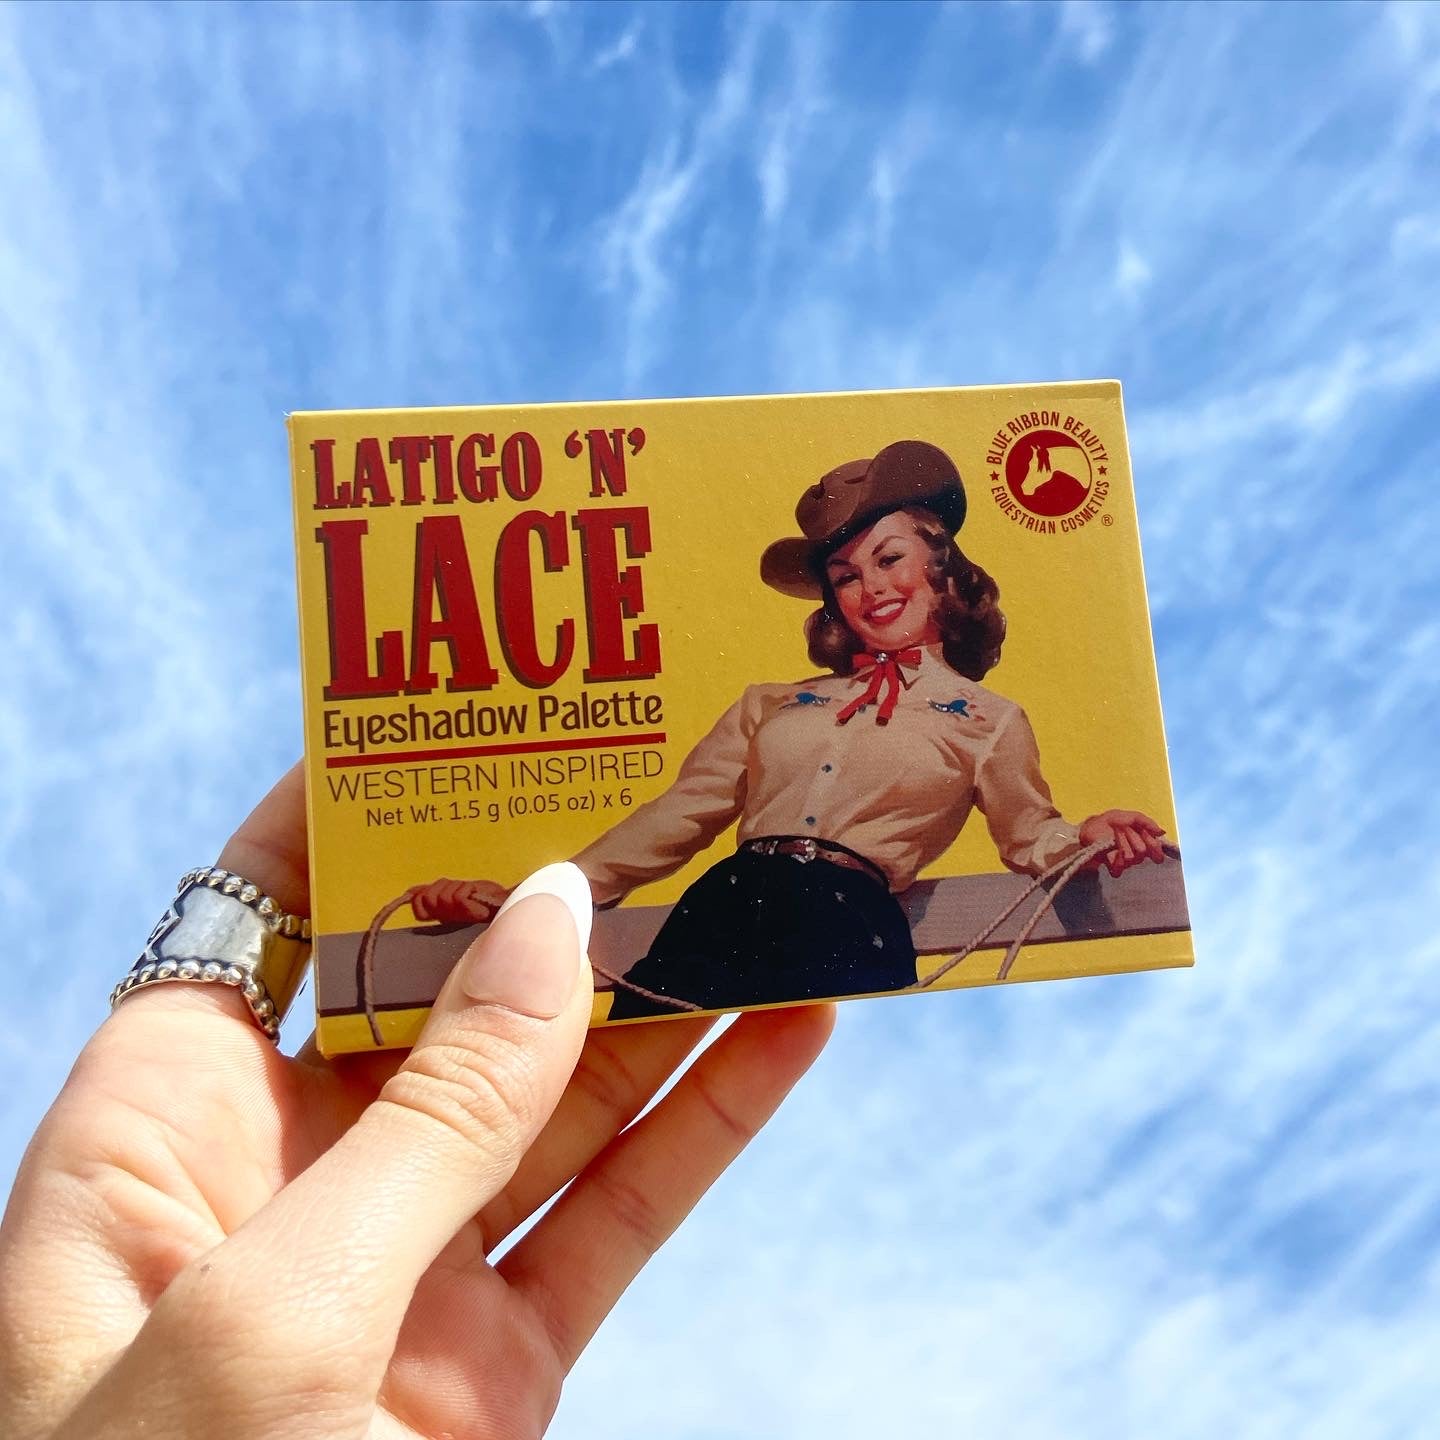 LATIGO ‘N’
LACE
Eyeshadow Palette
WESTERN INSPIRED
Net Wt. 1.5 g (0.05 oz) x 6
BLUE RIBBON BEAUTY
★ EQUESTRIAN COSMETICS ★
®